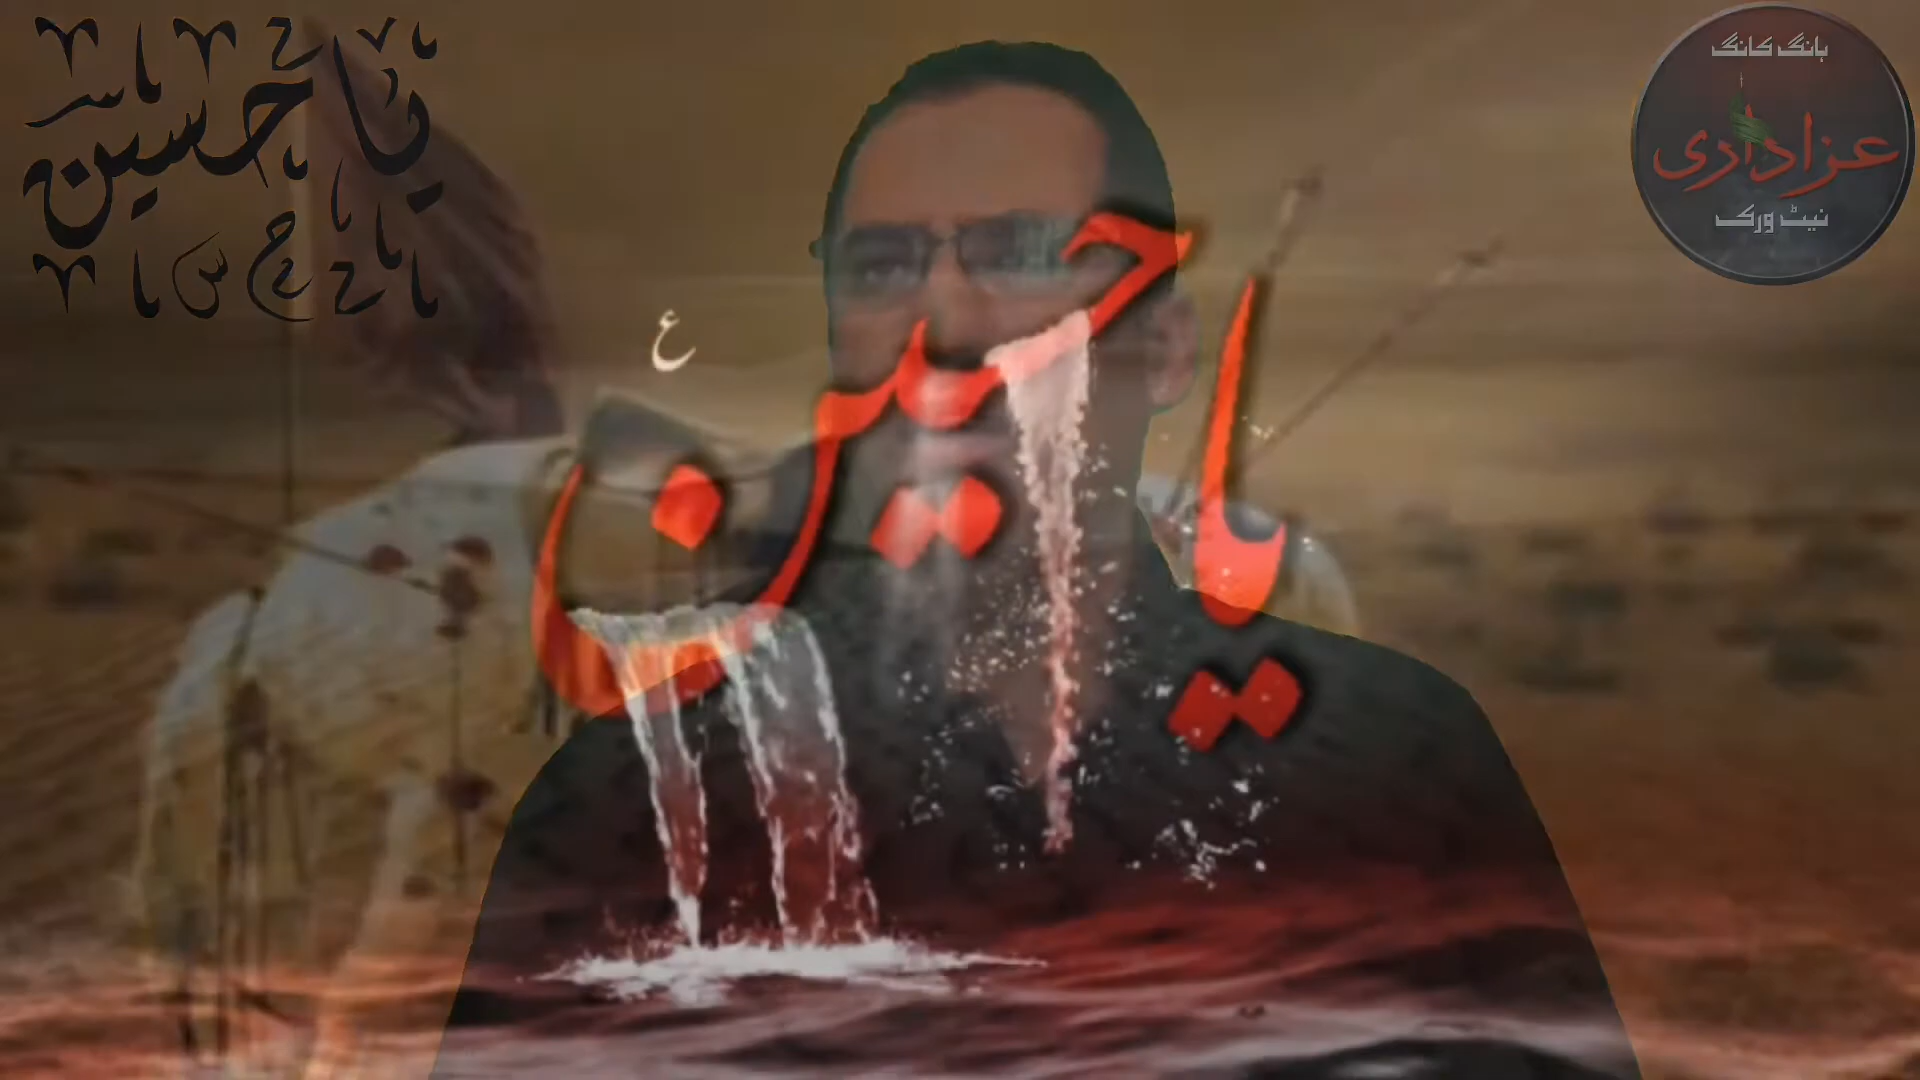 یا حسین
ہانگ کانگ
عزاداری
نیٹ ورک
یا حسین
ع